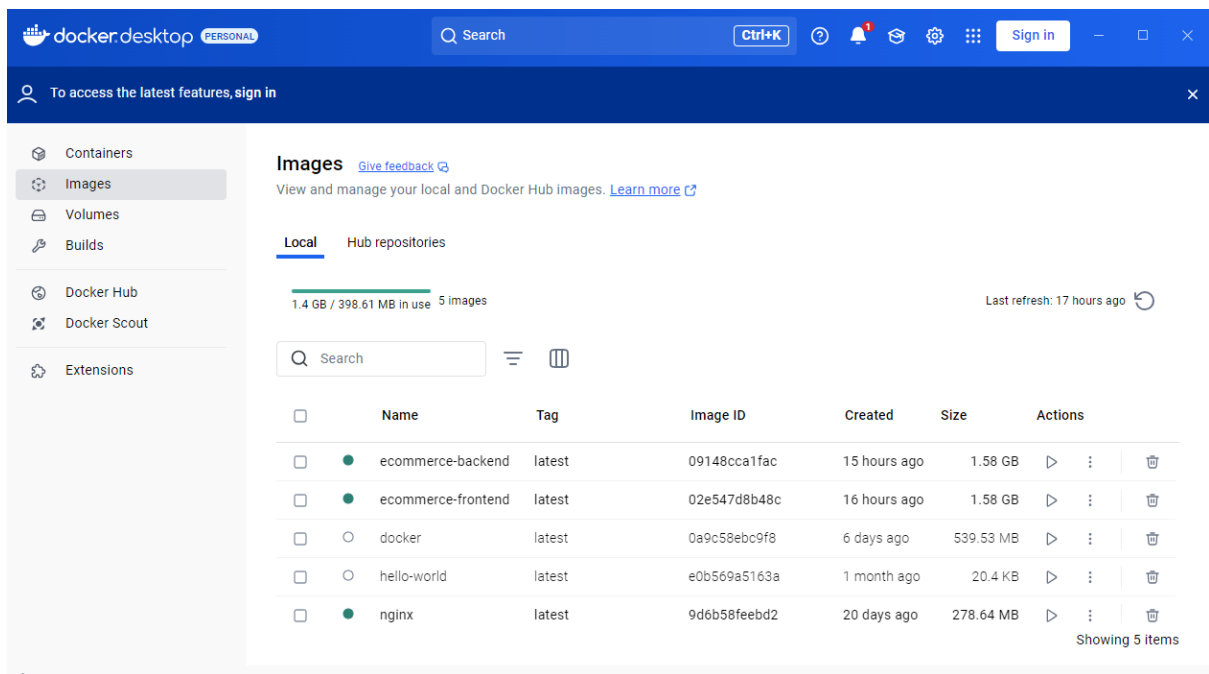 docker.desktop PERSONAL Search Ctrl+K 1 Sign in
To access the latest features, sign in
Containers
Images
Volumes
Builds
Docker Hub
Docker Scout
Extensions
Images Give feedback
View and manage your local and Docker Hub images. Learn more
Local Hub repositories
1.4 GB / 398.61 MB in use 5 images Last refresh: 17 hours ago
Search
Name Tag Image ID Created Size Actions
ecommerce-backend latest 09148cca1fac 15 hours ago 1.58 GB
ecommerce-frontend latest 02e547d8b48c 16 hours ago 1.58 GB
docker latest 0a9c58ebc9f8 6 days ago 539.53 MB
hello-world latest e0b569a5163a 1 month ago 20.4 KB
nginx latest 9d6b58feebd2 20 days ago 278.64 MB
Showing 5 items